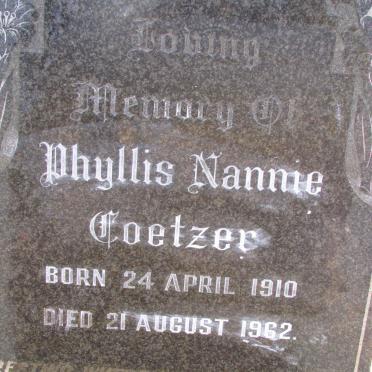 Loving
Memory Of
Phyllis Nannie
Coetzer
BORN 24 APRIL 1910
DIED 21 AUGUST 1962.